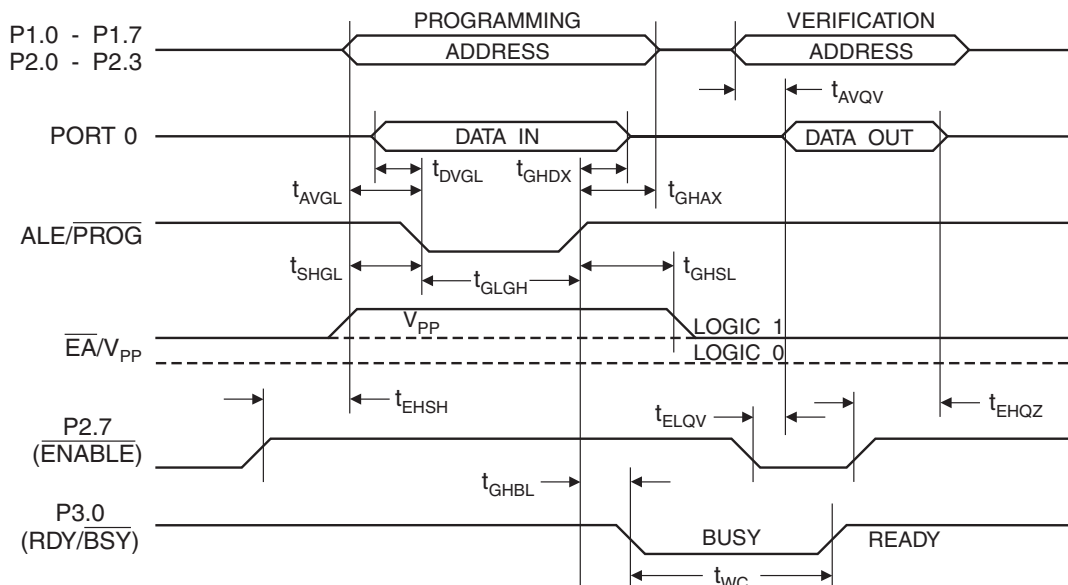 PROGRAMMING
VERIFICATION
P1.0 - P1.7
P2.0 - P2.3
ADDRESS
ADDRESS
tAVQV
PORT 0
DATA IN
DATA OUT
tDVGL
tGHDX
tAVGL
tGHAX
ALE/PROG
tSHGL
tGLGH
tGHSL
VPP
LOGIC 1
EA/VPP
LOGIC 0
tEHSH
tELQV
tEHQZ
P2.7
(ENABLE)
tGHBL
P3.0
(RDY/BSY)
BUSY
READY
tWC